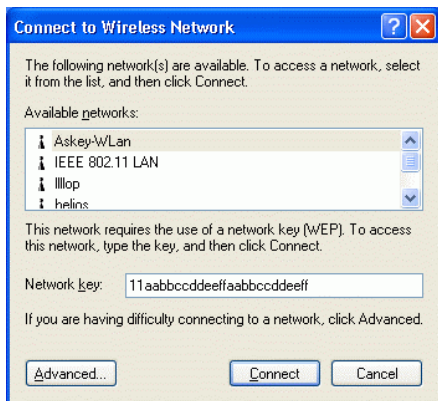 Connect to Wireless Network
The following network(s) are available. To access a network, select
it from the list, and then click Connect.
Available networks:
Askey-WLan
IEEE 802.11 LAN
llllop
helios
This network requires the use of a network key (WEP). To access
this network, type the key, and then click Connect.
Network key: 11aabbccddeeffaabbccddeeff
If you are having difficulty connecting to a network, click Advanced.
Advanced... Connect Cancel